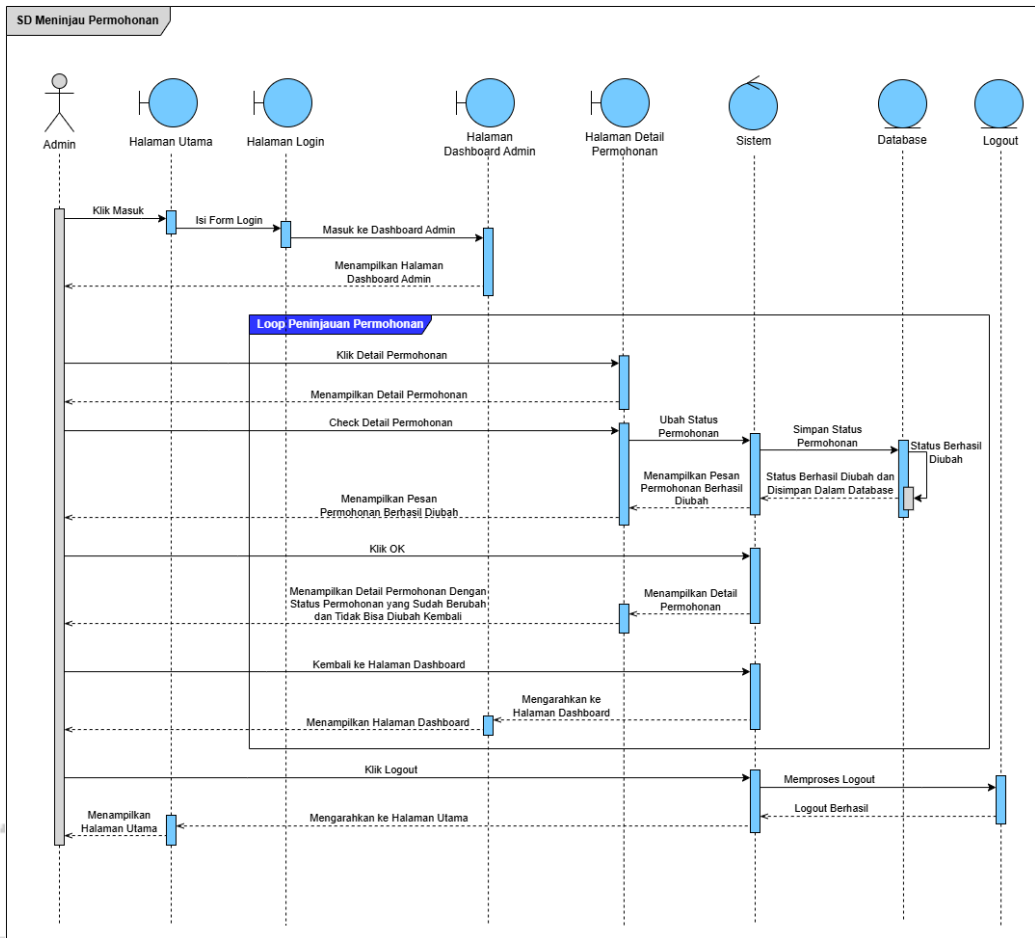 SD Meninjau Permohonan
Admin
Halaman Utama
Halaman Login
Halaman
Dashboard Admin
Halaman Detail
Permohonan
Sistem
Database
Logout
Klik Masuk
Isi Form Login
Masuk ke Dashboard Admin
Menampilkan Halaman
Dashboard Admin
Loop Peninjauan Permohonan
Klik Detail Permohonan
Menampilkan Detail Permohonan
Check Detail Permohonan
Ubah Status
Permohonan
Simpan Status
Permohonan
Status Berhasil
Diubah
Status Berhasil Diubah dan
Disimpan Dalam Database
Menampilkan Pesan
Permohonan Berhasil
Diubah
Menampilkan Pesan
Permohonan Berhasil Diubah
Klik OK
Menampilkan Detail
Permohonan
Menampilkan Detail Permohonan Dengan
Status Permohonan yang Sudah Berubah
dan Tidak Bisa Diubah Kembali
Kembali ke Halaman Dashboard
Mengarahkan ke
Halaman Dashboard
Menampilkan Halaman Dashboard
Klik Logout
Memproses Logout
Logout Berhasil
Mengarahkan ke Halaman Utama
Menampilkan
Halaman Utama